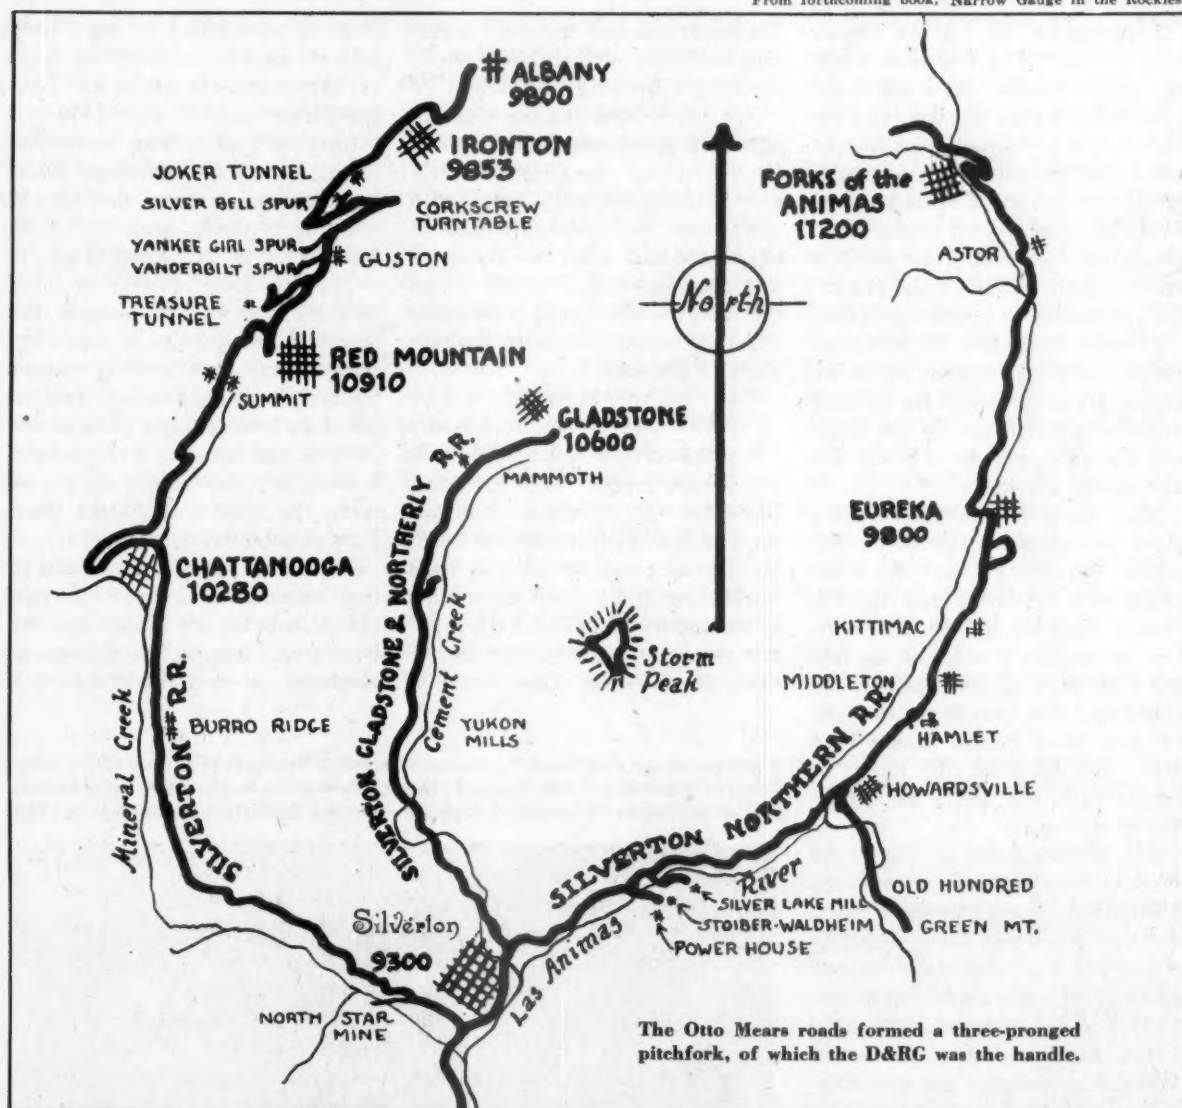 From forthcoming book, "Narrow Gauge in the Rockies
ALBANY
9800
IRONTON
9853
JOKER TUNNEL
SILVER BELL SPUR
CORKSCREW
TURNTABLE
YANKEE GIRL SPUR
VANDERBILT SPUR
GUSTON
TREASURE
TUNNEL
RED MOUNTAIN
10910
SUMMIT
North
FORKS of the
ANIMAS
11200
ASTOR
GLADSTONE
10600
MAMMOTH
SILVERTON GLADSTONE & NORTHERLY R.R.
Cement Creek
YUKON
MILLS
EUREKA
9800
CHATTANOOGA
10280
KITTIMAC
Storm
Peak
MIDDLETON
HAMLET
HOWARDSVILLE
Mineral Creek
BURRO RIDGE
SILVERTON R.R.
SILVERTON NORTHERN R.R.
OLD HUNDRED
GREEN MT.
SILVER LAKE MILL
STOIBER-WALDHEIM
POWER HOUSE
Las Animas River
Silverton
9300
NORTH STAR
MINE
The Otto Mears roads formed a three-pronged
pitchfork, of which the D&RG was the handle.